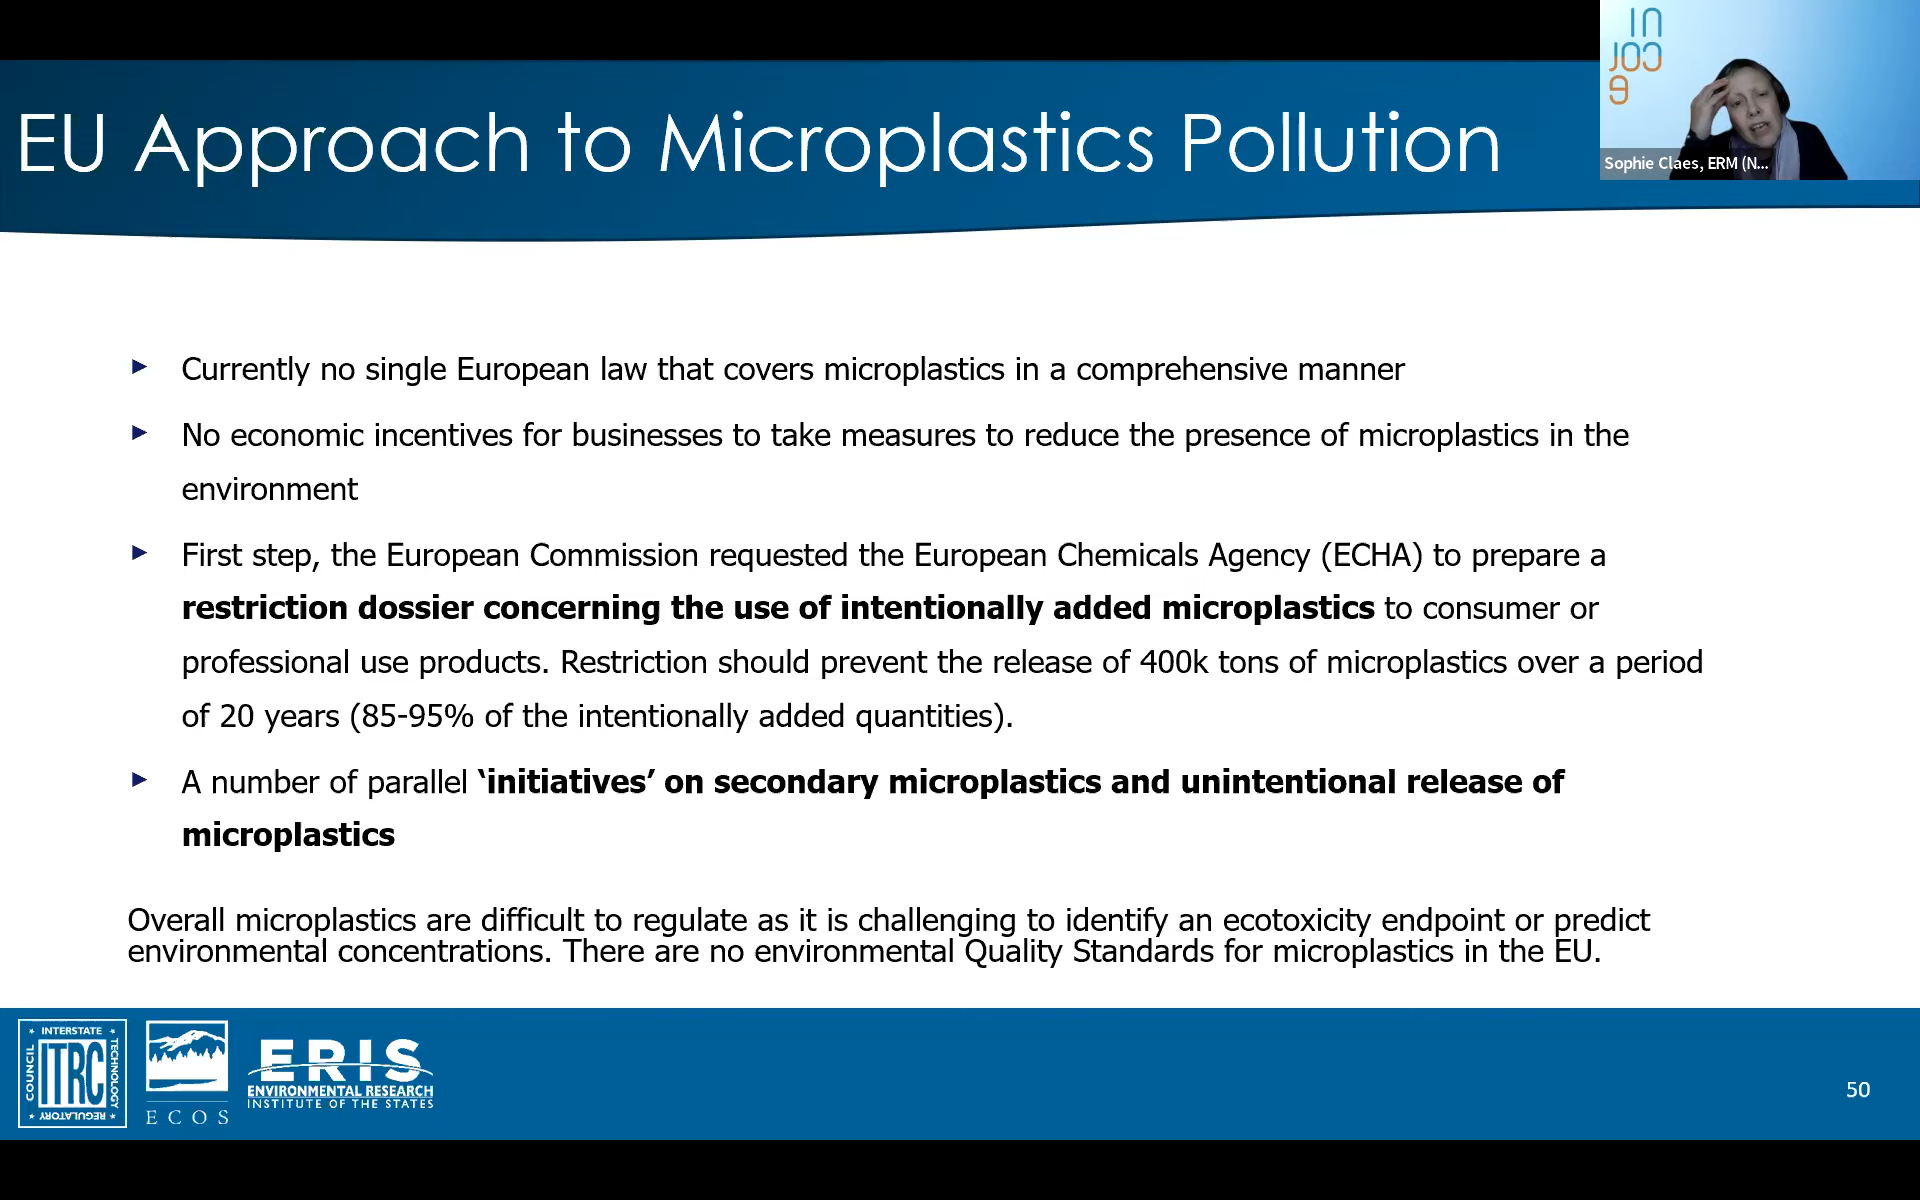 EU Approach to Microplastics Pollution
IN
JOCC
e
Sophie Claes, ERM (N...
Currently no single European law that covers microplastics in a comprehensive manner
No economic incentives for businesses to take measures to reduce the presence of microplastics in the
environment
First step, the European Commission requested the European Chemicals Agency (ECHA) to prepare a
restriction dossier concerning the use of intentionally added microplastics to consumer or
professional use products. Restriction should prevent the release of 400k tons of microplastics over a period
of 20 years (85-95% of the intentionally added quantities).
A number of parallel ‘initiatives’ on secondary microplastics and unintentional release of
microplastics
Overall microplastics are difficult to regulate as it is challenging to identify an ecotoxicity endpoint or predict
environmental concentrations. There are no environmental Quality Standards for microplastics in the EU.
INTERSTATE
TECHNOLOGY
REGULATORY
COUNCIL
ITRC
ECOS
ERIS
ENVIRONMENTAL RESEARCH
INSTITUTE OF THE STATES
50